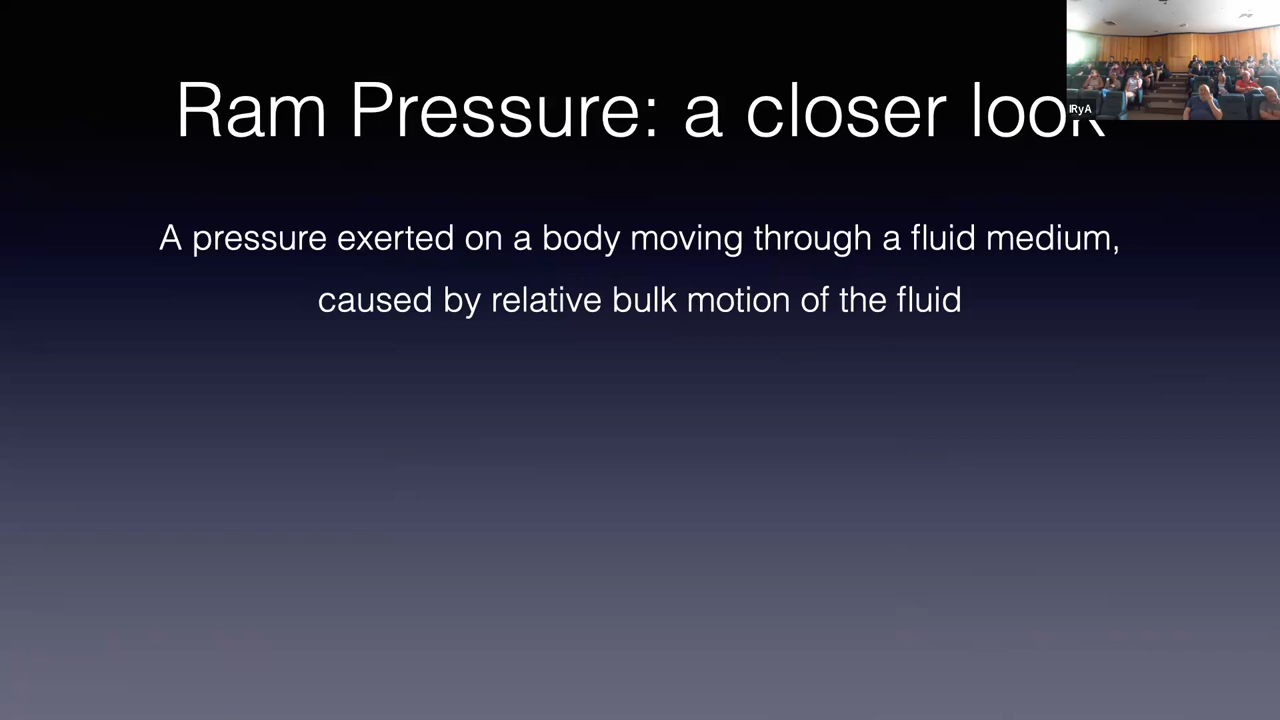 Ram Pressure: a closer look
IRyA
A pressure exerted on a body moving through a fluid medium,
caused by relative bulk motion of the fluid